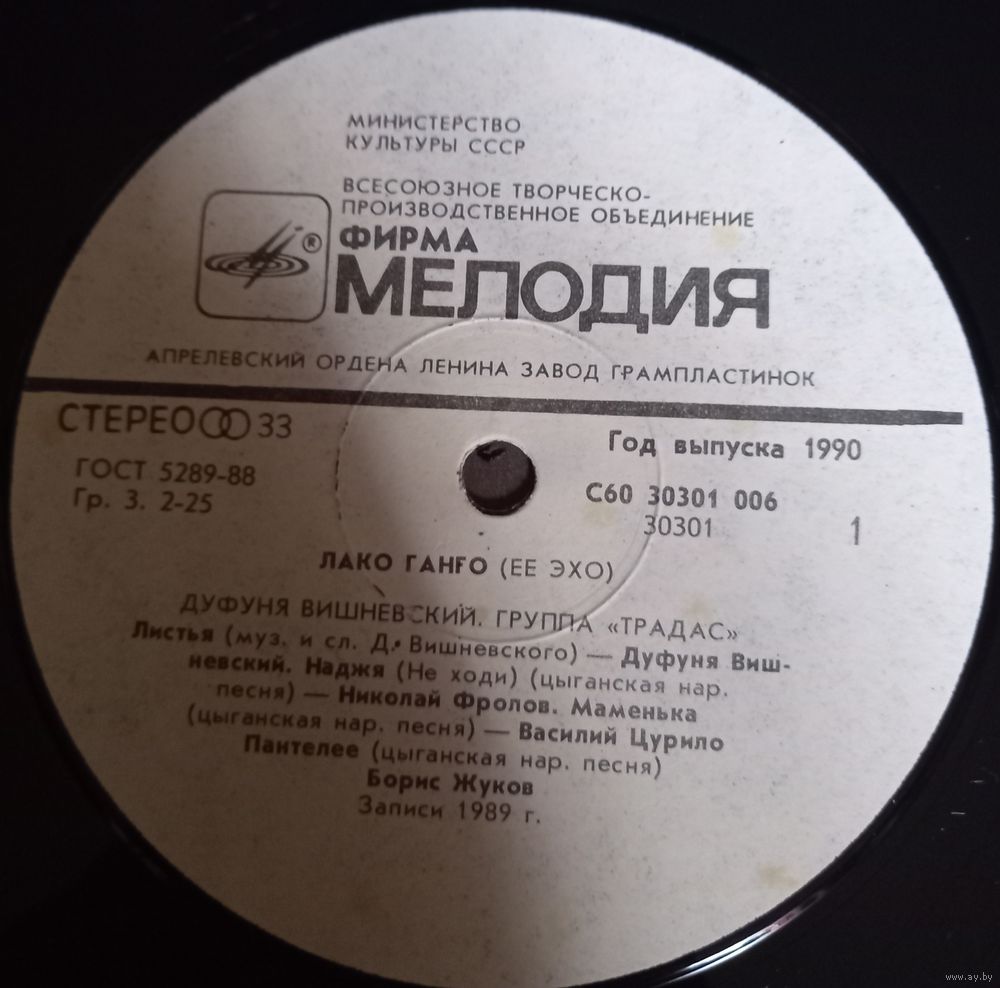 МИНИСТЕРСТВО
КУЛЬТУРЫ СССР
ВСЕСОЮЗНОЕ ТВОРЧЕСКО-
ПРОИЗВОДСТВЕННОЕ ОБЪЕДИНЕНИЕ
®
ФИРМА
МЕЛОДИЯ
АПРЕЛЕВСКИЙ ОРДЕНА ЛЕНИНА ЗАВОД ГРАМПЛАСТИНОК
СТЕРЕО 33
ГОСТ 5289-88
Гр. 3. 2-25
Год выпуска 1990
С60 30301 006
30301
1
ЛАКО ГАНГО (ЕЕ ЭХО)
ДУФУНЯ ВИШНЕВСКИЙ. ГРУППА «ТРАДАС»
Листья (муз. и сл. Д. Вишневского) — Дуфуня Виш-
невский. Наджя (Не ходи) (цыганская нар.
песня) — Николай Фролов. Маменька
(цыганская нар. песня) — Василий Цурило
Пантелее (цыганская нар. песня)
Борис Жуков
Записи 1989 г.
www.ay.by